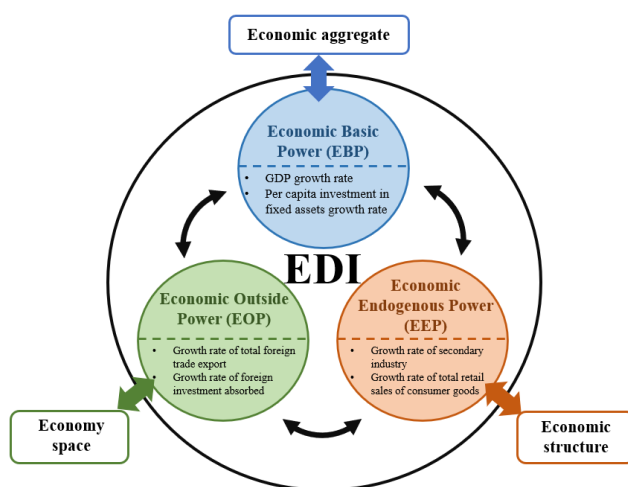 Economic aggregate
Economic Basic
Power (EBP)
• GDP growth rate
• Per capita investment in
fixed assets growth rate
EDI
Economic Outside
Power (EOP)
• Growth rate of total foreign
trade export
• Growth rate of foreign
investment absorbed
Economic
Endogenous Power
(EEP)
• Growth rate of secondary
industry
• Growth rate of total retail
sales of consumer goods
Economy
space
Economic
structure